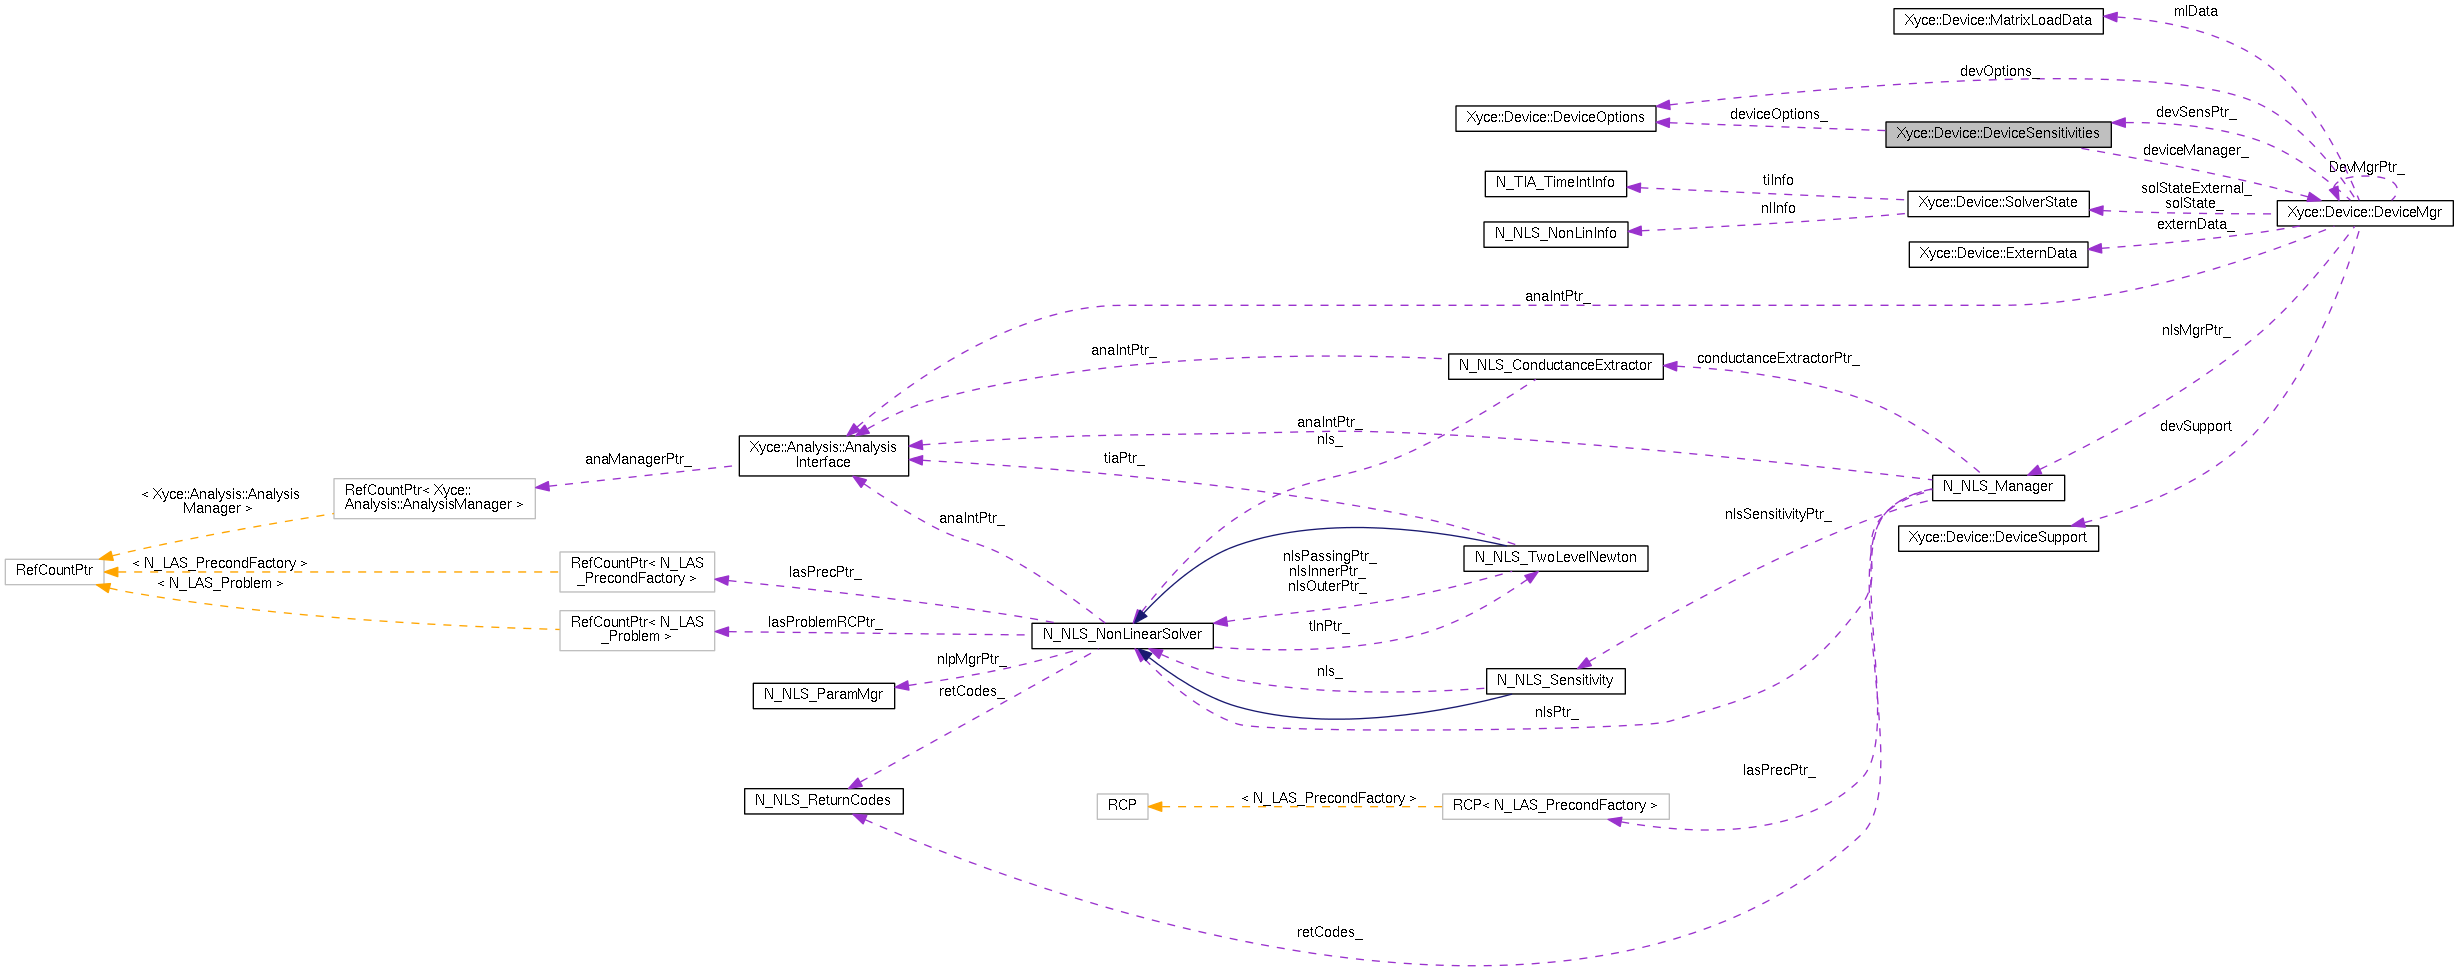 mlData
Xyce::Device::MatrixLoadData
devOptions_
Xyce::Device::DeviceOptions
deviceOptions_
devSensPtr_
Xyce::Device::DeviceSensitivities
deviceManager_
DevMgrPtr_
N_TIA_TimeIntInfo
tiInfo
solStateExternal_
solState_
Xyce::Device::SolverState
Xyce::Device::DeviceMgr
nlInfo
N_NLS_NonLinInfo
externData_
Xyce::Device::ExternData
anaIntPtr_
nlsMgrPtr_
anaIntPtr_
conductanceExtractorPtr_
N_NLS_ConductanceExtractor
anaIntPtr_
nls_
devSupport
Xyce::Analysis::Analysis
Interface
anaManagerPtr_
tiaPtr_
N_NLS_Manager
RefCountPtr< Xyce::
Analysis::AnalysisManager >
< Xyce::Analysis::Analysis
Manager >
anaIntPtr_
nlsSensitivityPtr_
Xyce::Device::DeviceSupport
RefCountPtr
< N_LAS_PrecondFactory >
< N_LAS_Problem >
RefCountPtr< N_LAS
_PrecondFactory >
lasPrecPtr_
nlsPassingPtr_
nlsInnerPtr_
nlsOuterPtr_
N_NLS_TwoLevelNewton
RefCountPtr< N_LAS
_Problem >
lasProblemRCPtr_
N_NLS_NonLinearSolver
tlnPtr_
nlpMgrPtr_
nls_
N_NLS_Sensitivity
N_NLS_ParamMgr
retCodes_
nlsPtr_
lasPrecPtr_
N_NLS_ReturnCodes
RCP
< N_LAS_PrecondFactory >
RCP< N_LAS_PrecondFactory >
retCodes_